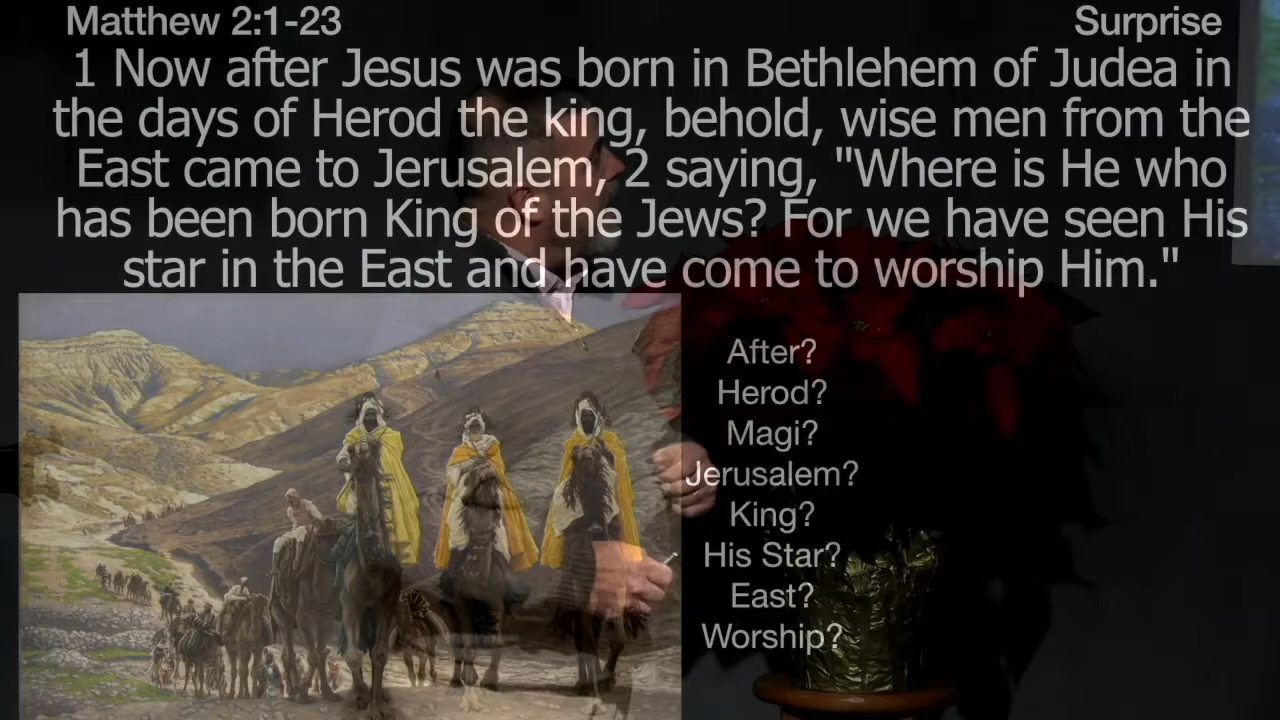 Matthew 2:1-23
Surprise
1 Now after Jesus was born in Bethlehem of Judea in
the days of Herod the king, behold, wise men from the
East came to Jerusalem, 2 saying, "Where is He who
has been born King of the Jews? For we have seen His
star in the East and have come to worship Him."
After?
Herod?
Magi?
Jerusalem?
King?
His Star?
East?
Worship?